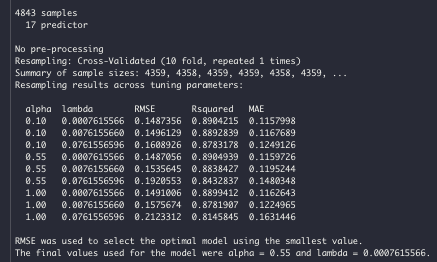 4843 samples
17 predictor
No pre-processing
Resampling: Cross-Validated (10 fold, repeated 1 times)
Summary of sample sizes: 4359, 4358, 4359, 4359, 4358, 4359, ...
Resampling results across tuning parameters:
alpha lambda RMSE Rsquared MAE
0.10 0.0007615566 0.1487356 0.8904215 0.1157998
0.10 0.0076155660 0.1496129 0.8892839 0.1167689
0.10 0.0761556596 0.1608926 0.8783178 0.1249126
0.55 0.0007615566 0.1487056 0.8904939 0.1159726
0.55 0.0076155660 0.1535645 0.8838427 0.1195244
0.55 0.0761556596 0.1920553 0.8432837 0.1480348
1.00 0.0007615566 0.1491006 0.8899412 0.1162643
1.00 0.0076155660 0.1575674 0.8781907 0.1224965
1.00 0.0761556596 0.2123312 0.8145845 0.1631446
RMSE was used to select the optimal model using the smallest value.
The final values used for the model were alpha = 0.55 and lambda = 0.0007615566.